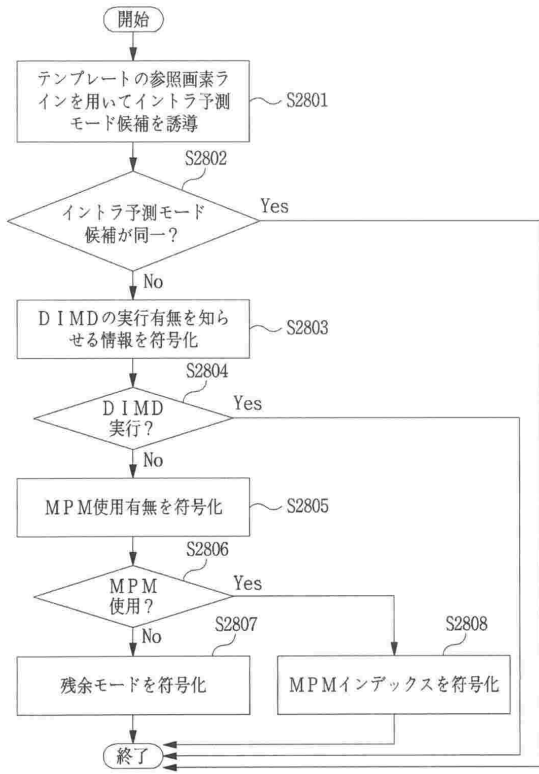 開始
テンプレートの参照画素ラ
インを用いてイントラ予測
モード候補を誘導
S2801
S2802
イントラ予測モード
候補が同一？
Yes
No
ＤＩＭＤの実行有無を知ら
せる情報を符号化
S2803
S2804
ＤＩＭＤ
実行？
Yes
No
ＭＰＭ使用有無を符号化
S2805
S2806
ＭＰＭ
使用？
Yes
No
S2807
残余モードを符号化
S2808
ＭＰＭインデックスを符号化
終了